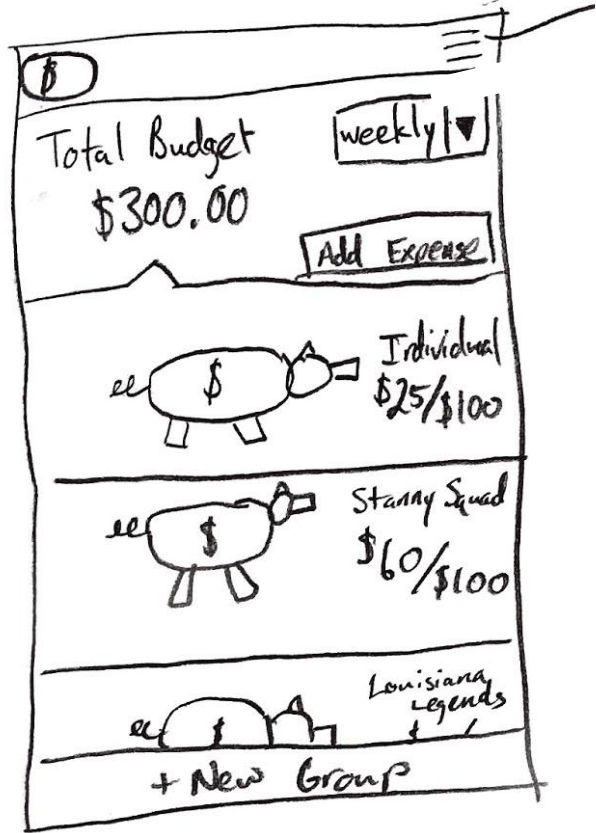 $
Total Budget
weekly
$300.00
Add Expense
$
Individual
$25/$100
$
Stanny Squad
$60/$100
$
Louisiana
Legends
+ New Group